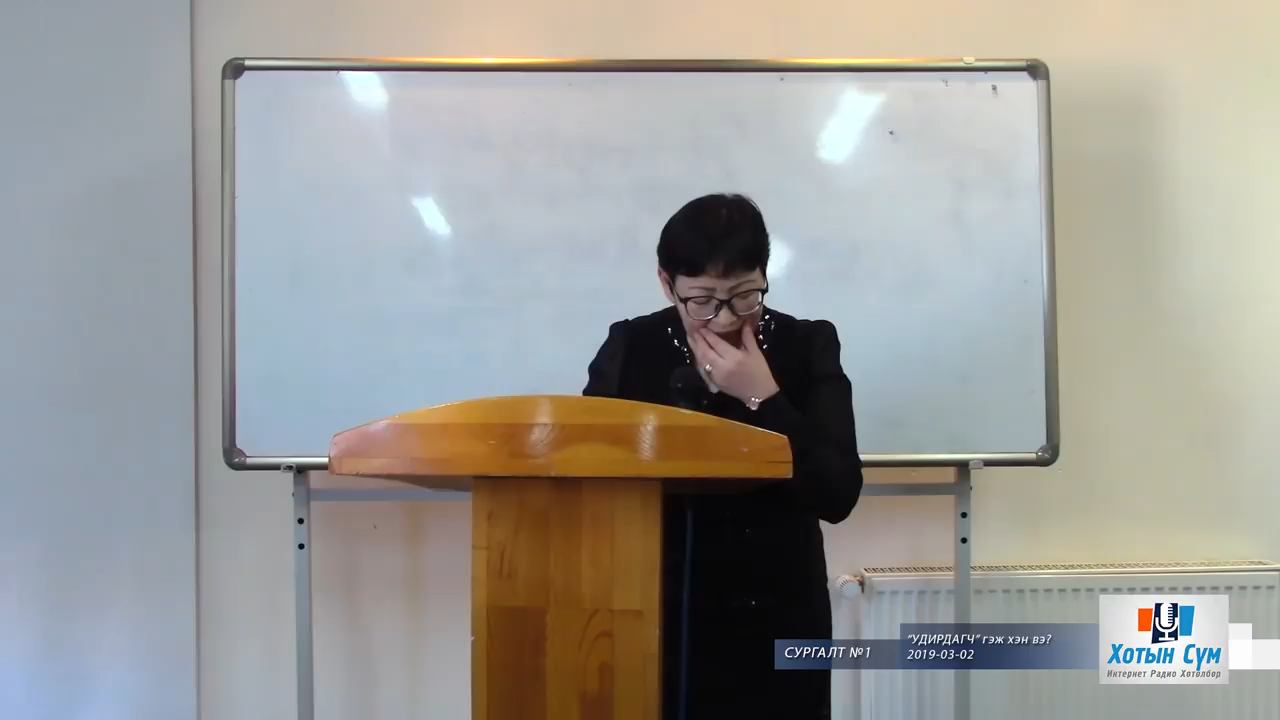 СУРГАЛТ №1
"УДИРДАГЧ" гэж хэн вэ?
2019-03-02
Хотын Сүм
Интернет Радио Хөтөлбөр